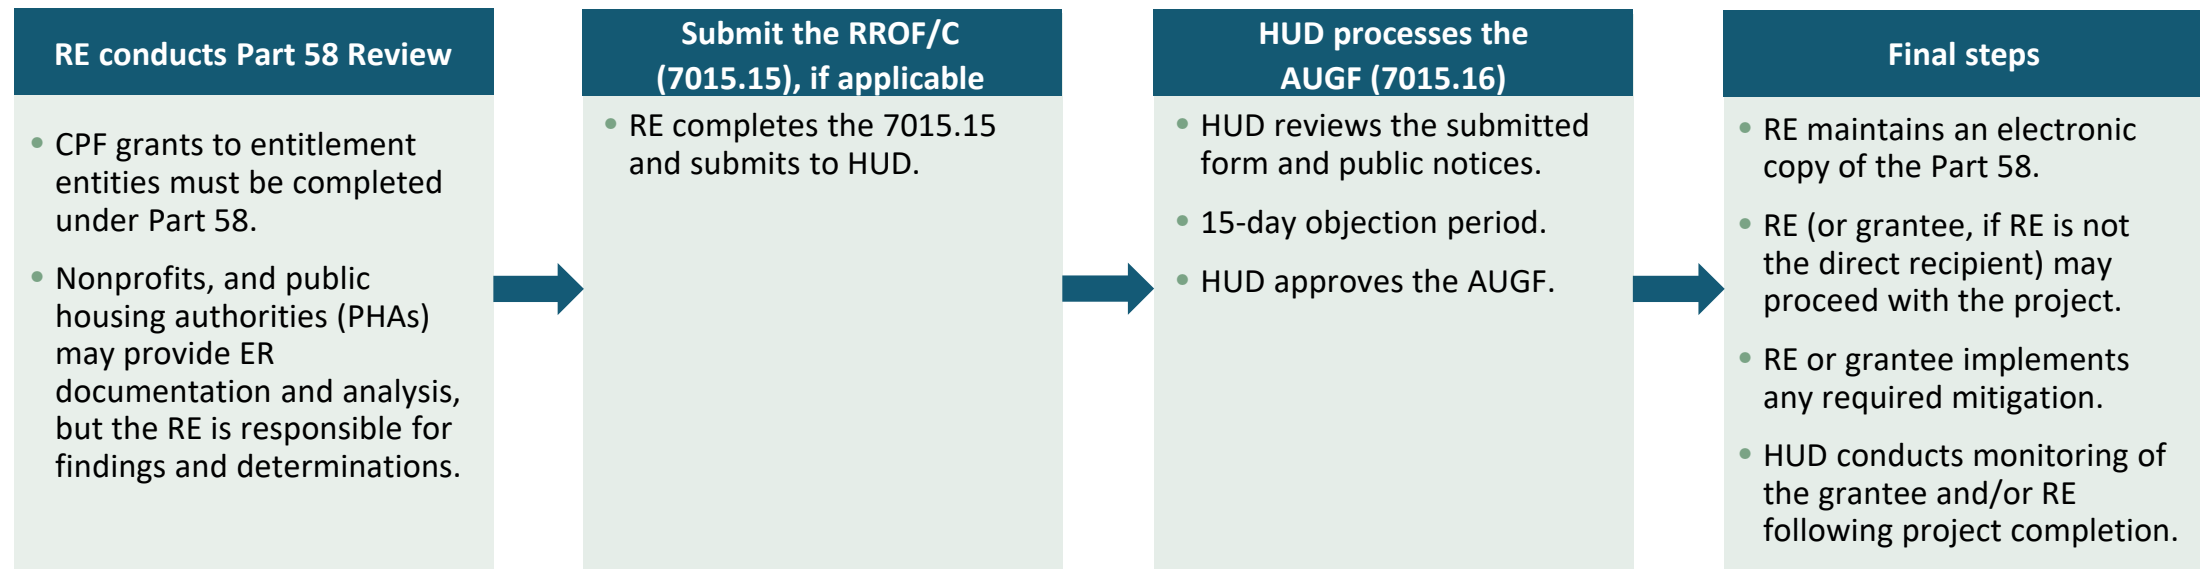 RE conducts Part 58 Review
• CPF grants to entitlement
entities must be completed
under Part 58.
• Nonprofits, and public
housing authorities (PHAs)
may provide ER
documentation and analysis,
but the RE is responsible for
findings and determinations.
Submit the RROF/C
(7015.15), if applicable
• RE completes the 7015.15
and submits to HUD.
HUD processes the
AUGF (7015.16)
• HUD reviews the submitted
form and public notices.
• 15-day objection period.
• HUD approves the AUGF.
Final steps
• RE maintains an electronic
copy of the Part 58.
• RE (or grantee, if RE is not
the direct recipient) may
proceed with the project.
• RE or grantee implements
any required mitigation.
• HUD conducts monitoring of
the grantee and/or RE
following project completion.